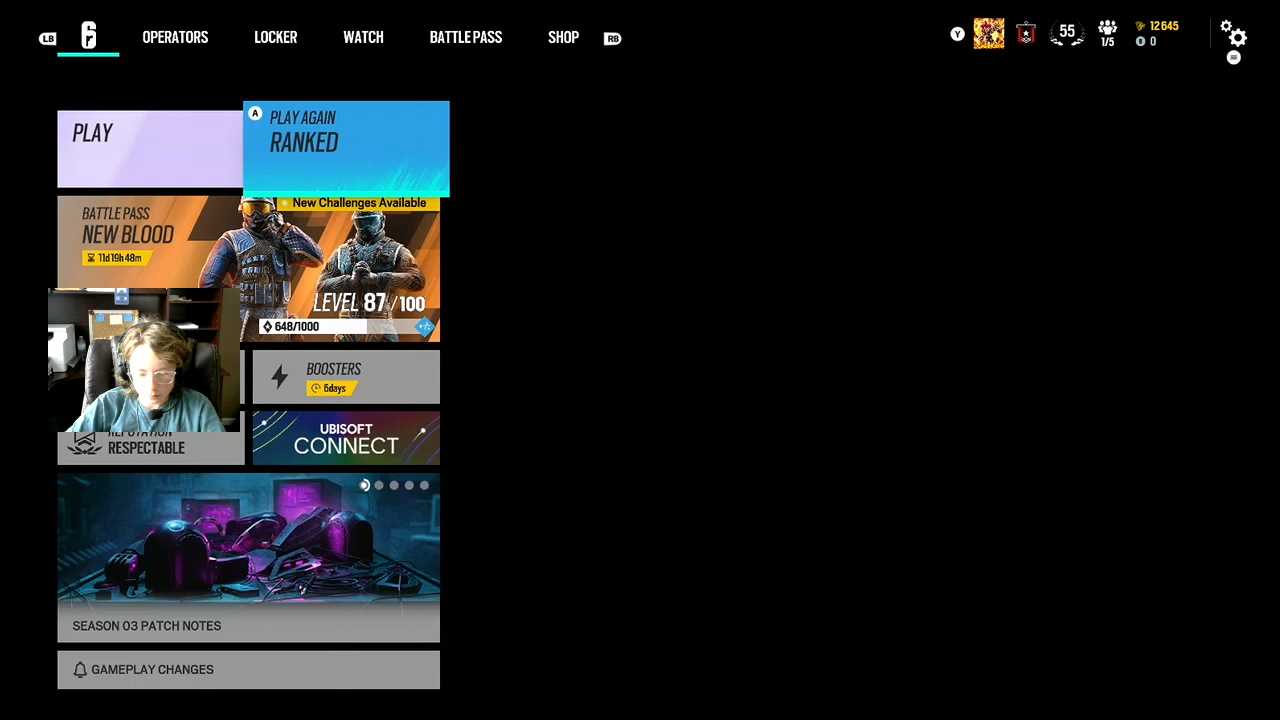 LB
OPERATORS
LOCKER
WATCH
BATTLE PASS
SHOP
RB
Y
55
1/5
12 645
0
PLAY
A
PLAY AGAIN
RANKED
New Challenges Available
BATTLE PASS
NEW BLOOD
11d 19h 48m
LEVEL 87 / 100
648/1000
BOOSTERS
6days
RESPECTABLE
UBISOFT
CONNECT
SEASON 03 PATCH NOTES
GAMEPLAY CHANGES